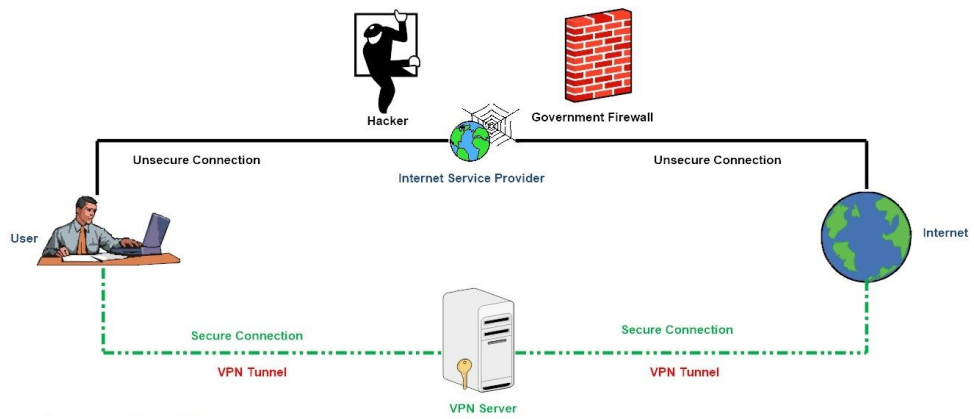 Hacker
Government Firewall
Unsecure Connection
Unsecure Connection
Internet Service Provider
User
Internet
Secure Connection
Secure Connection
VPN Tunnel
VPN Tunnel
VPN Server